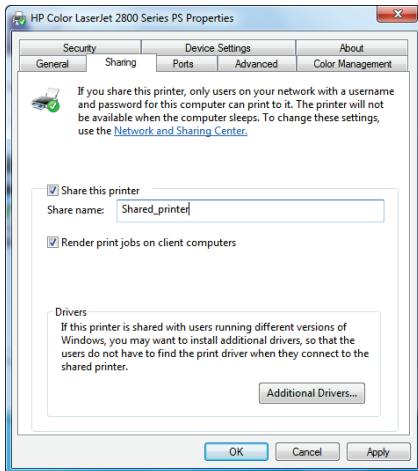 HP Color LaserJet 2800 Series PS Properties
Security
Device Settings
About
General
Sharing
Ports
Advanced
Color Management
If you share this printer, only users on your network with a username
and password for this computer can print to it. The printer will not
be available when the computer sleeps. To change these settings,
use the Network and Sharing Center.
Share this printer
Share name: Shared_printer
Render print jobs on client computers
Drivers
If this printer is shared with users running different versions of
Windows, you may want to install additional drivers, so that the
users do not have to find the print driver when they connect to the
shared printer.
Additional Drivers...
OK
Cancel
Apply